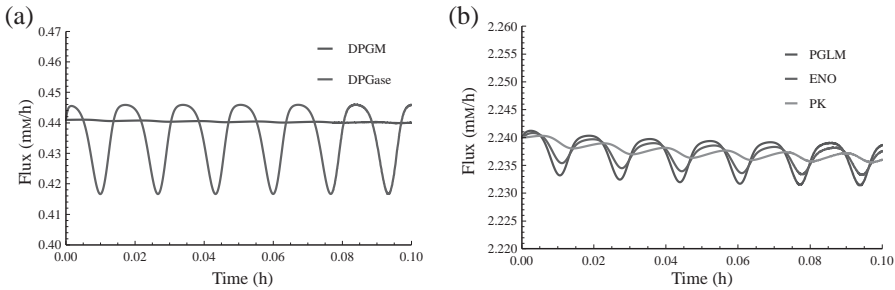 (a)
0.47
0.46
0.45
0.44
0.43
0.42
0.41
0.40
Flux (mM/h)
DPGM
DPGase
0.00 0.02 0.04 0.06 0.08 0.10
Time (h)
(b)
2.260
2.255
2.250
2.245
2.240
2.235
2.230
2.225
2.220
Flux (mM/h)
PGLM
ENO
PK
0.00 0.02 0.04 0.06 0.08 0.10
Time (h)